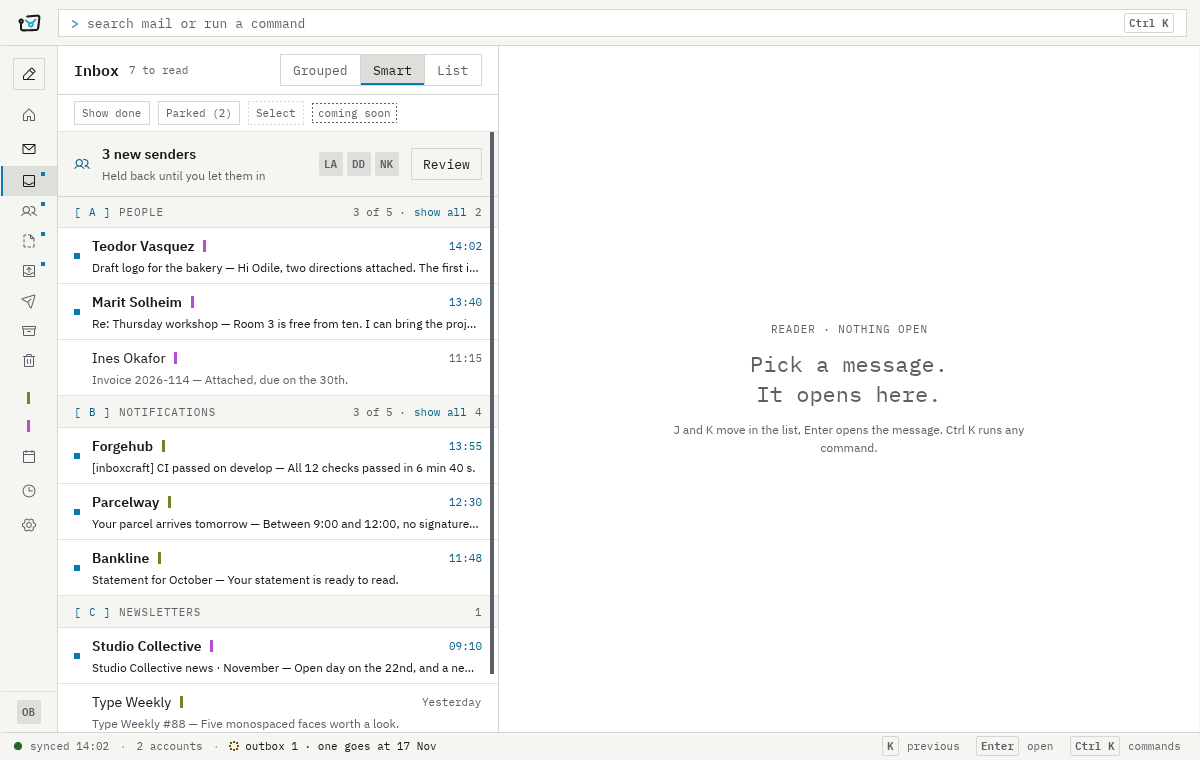 > search mail or run a command Ctrl K
Inbox 7 to read Grouped Smart List
Show done Parked (2) Select coming soon
3 new senders
Held back until you let them in
LA DD NK Review
[ A ] PEOPLE 3 of 5 · show all 2
Teodor Vasquez 14:02
Draft logo for the bakery — Hi Odile, two directions attached. The first i…
Marit Solheim 13:40
Re: Thursday workshop — Room 3 is free from ten. I can bring the proj…
Ines Okafor 11:15
Invoice 2026-114 — Attached, due on the 30th.
[ B ] NOTIFICATIONS 3 of 5 · show all 4
Forgehub 13:55
[inboxcraft] CI passed on develop — All 12 checks passed in 6 min 40 s.
Parcelway 12:30
Your parcel arrives tomorrow — Between 9:00 and 12:00, no signature…
Bankline 11:48
Statement for October — Your statement is ready to read.
[ C ] NEWSLETTERS 1
Studio Collective 09:10
Studio Collective news · November — Open day on the 22nd, and a ne…
Type Weekly Yesterday
Type Weekly #88 — Five monospaced faces worth a look.
READER · NOTHING OPEN
Pick a message.
It opens here.
J and K move in the list, Enter opens the message. Ctrl K runs any
command.
OB
synced 14:02 · 2 accounts · outbox 1 · one goes at 17 Nov
K previous Enter open Ctrl K commands